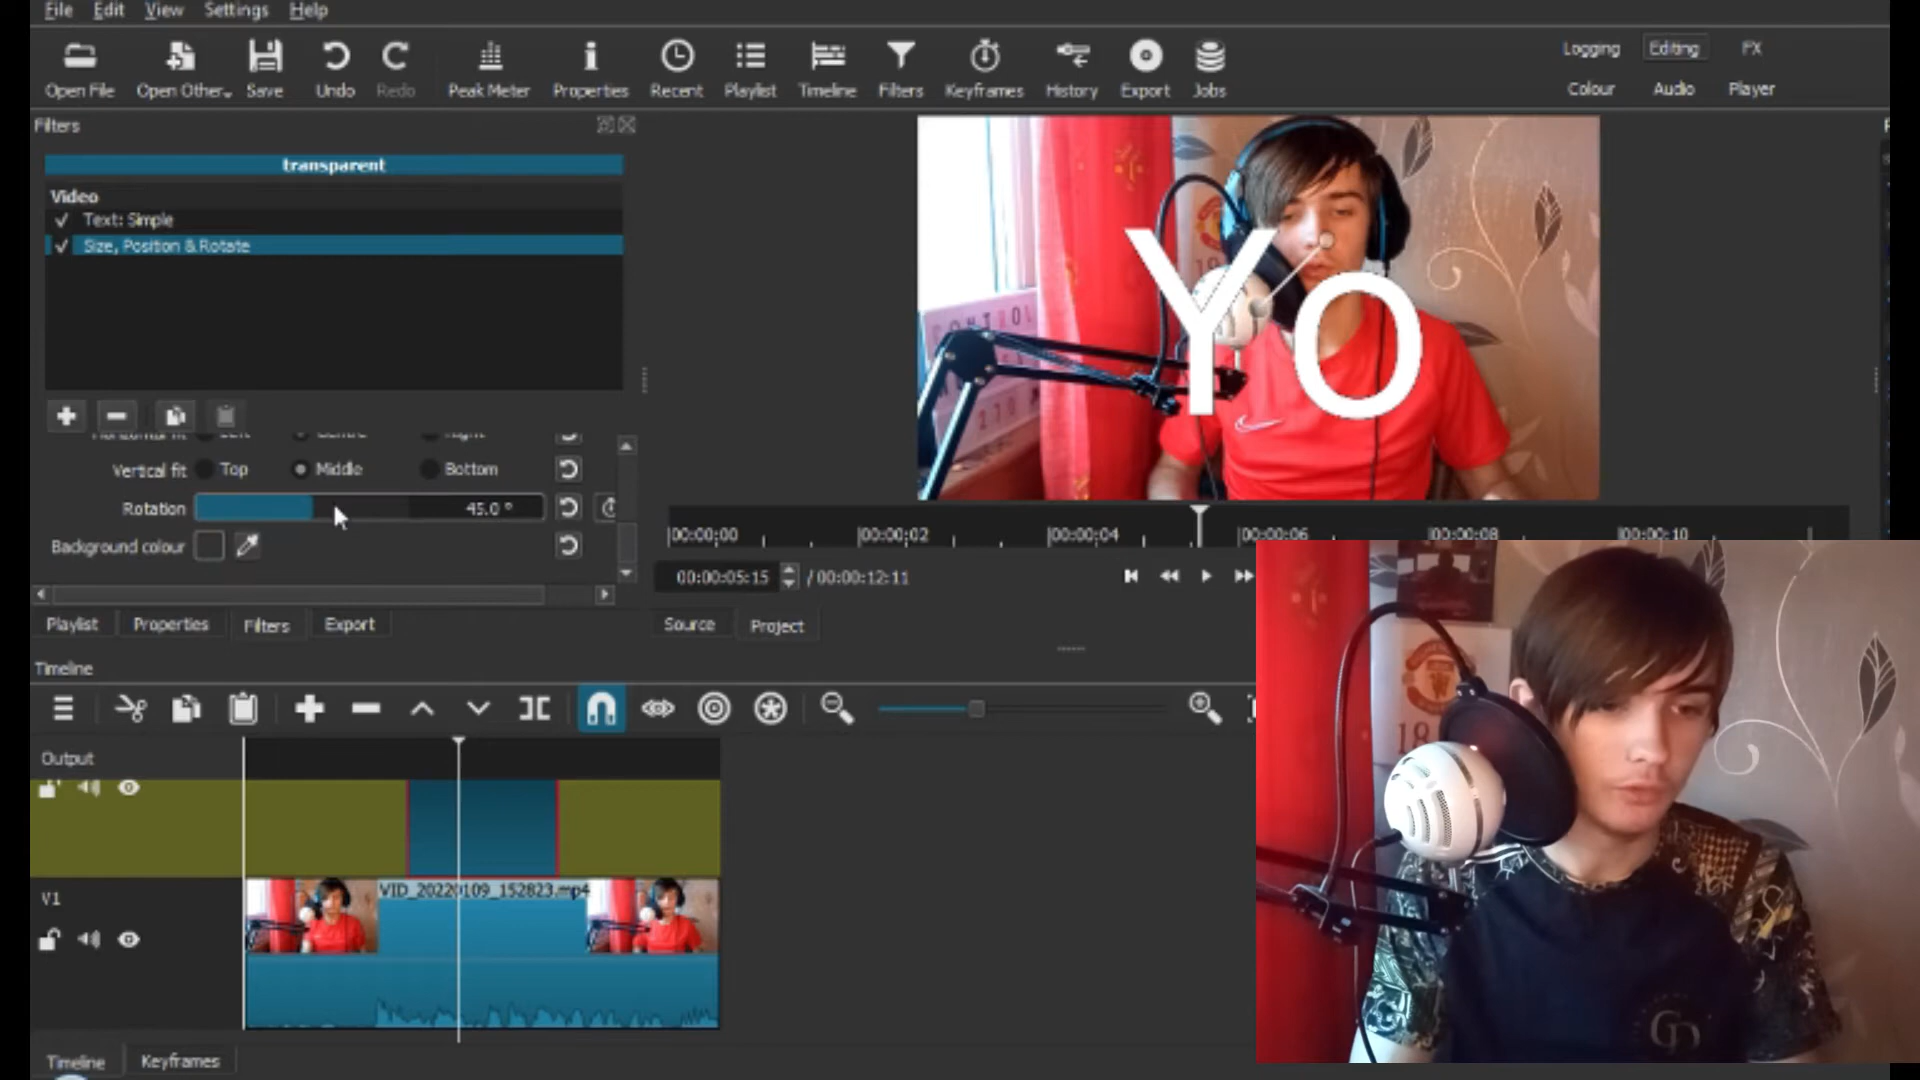 File Edit View Settings Help
Open File Open Other... Save Undo Redo Peak Meter Properties Recent Playlist Timeline Filters Keyframes History Export Jobs
Logging Editing FX
Colour Audio Player
Filters
transparent
Video
Text: Simple
Size, Position & Rotate
Vertical fit Top Middle Bottom
Rotation 45.0 °
Background colour
Playlist Properties Filters Export
Yo
00:00:00 00:00:02 00:00:04 00:00:06 00:00:08 00:00:10
00:00:05:15 / 00:00:12:11
Source Project
Timeline
Output
V1
VID_20220109_152823.mp4
Timeline Keyframes
18
GP